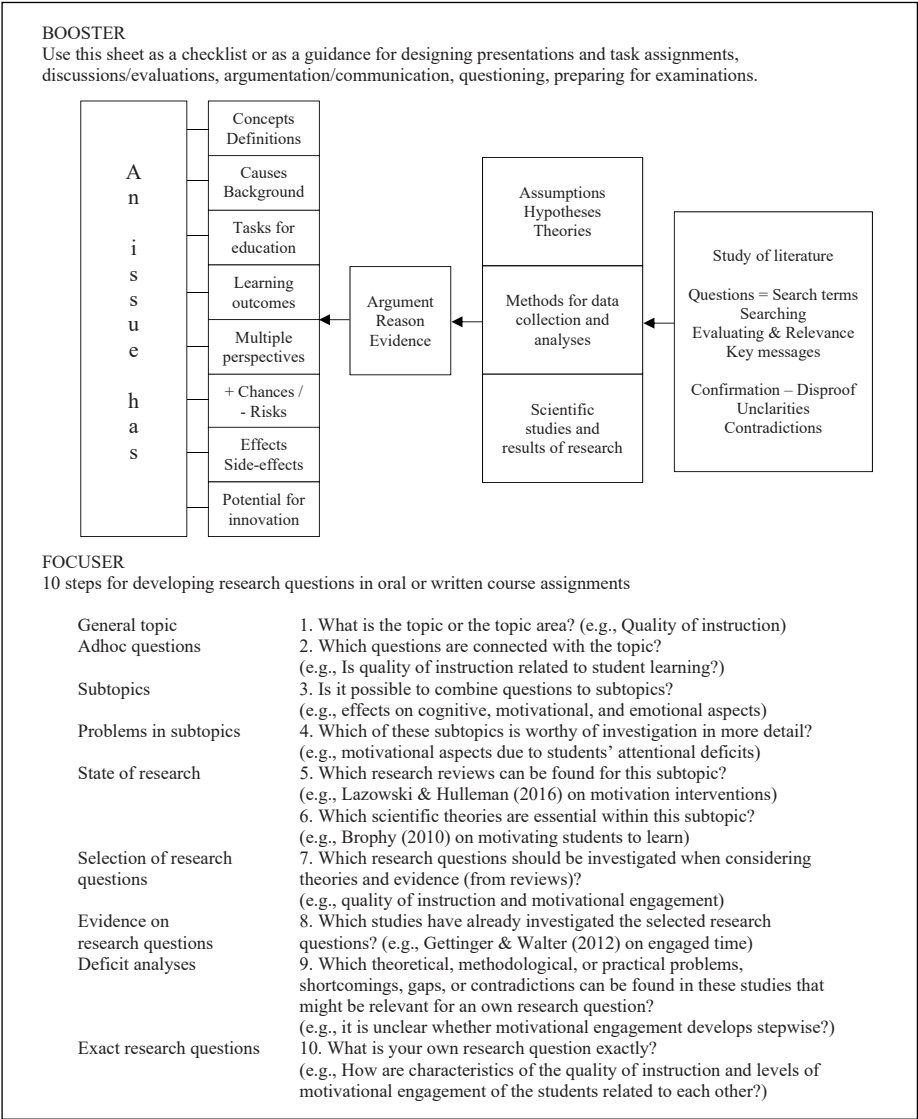 BOOSTER
Use this sheet as a checklist or as a guidance for designing presentations and task assignments,
discussions/evaluations, argumentation/communication, questioning, preparing for examinations.
An issue has
Concepts
Definitions
Causes
Background
Tasks for
education
Learning
outcomes
Multiple
perspectives
+ Chances /
- Risks
Effects
Side-effects
Potential for
innovation
Argument
Reason
Evidence
Assumptions
Hypotheses
Theories
Methods for data
collection and
analyses
Scientific
studies and
results of research
Study of literature
Questions = Search terms
Searching
Evaluating & Relevance
Key messages
Confirmation – Disproof
Unclarities
Contradictions
FOCUSER
10 steps for developing research questions in oral or written course assignments
General topic 1. What is the topic or the topic area? (e.g., Quality of instruction)
Adhoc questions 2. Which questions are connected with the topic?
(e.g., Is quality of instruction related to student learning?)
Subtopics 3. Is it possible to combine questions to subtopics?
(e.g., effects on cognitive, motivational, and emotional aspects)
Problems in subtopics 4. Which of these subtopics is worthy of investigation in more detail?
(e.g., motivational aspects due to students’ attentional deficits)
State of research 5. Which research reviews can be found for this subtopic?
(e.g., Lazowski & Hulleman (2016) on motivation interventions)
6. Which scientific theories are essential within this subtopic?
(e.g., Brophy (2010) on motivating students to learn)
Selection of research 7. Which research questions should be investigated when considering
questions theories and evidence (from reviews)?
(e.g., quality of instruction and motivational engagement)
Evidence on 8. Which studies have already investigated the selected research
research questions questions? (e.g., Gettinger & Walter (2012) on engaged time)
Deficit analyses 9. Which theoretical, methodological, or practical problems,
shortcomings, gaps, or contradictions can be found in these studies that
might be relevant for an own research question?
(e.g., it is unclear whether motivational engagement develops stepwise?)
Exact research questions 10. What is your own research question exactly?
(e.g., How are characteristics of the quality of instruction and levels of
motivational engagement of the students related to each other?)